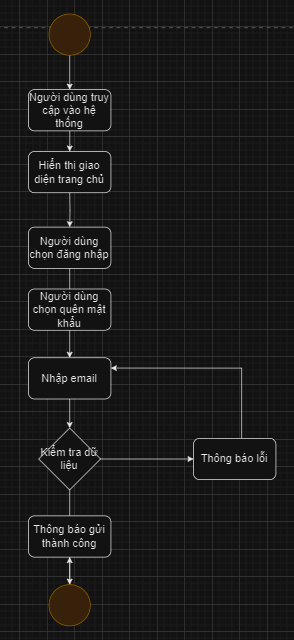 Người dùng truy
cập vào hệ
thống
Hiển thị giao
diện trang chủ
Người dùng
chọn đăng nhập
Người dùng
chọn quên mật
khẩu
Nhập email
Kiểm tra dữ
liệu
Thông báo lỗi
Thông báo gửi
thành công